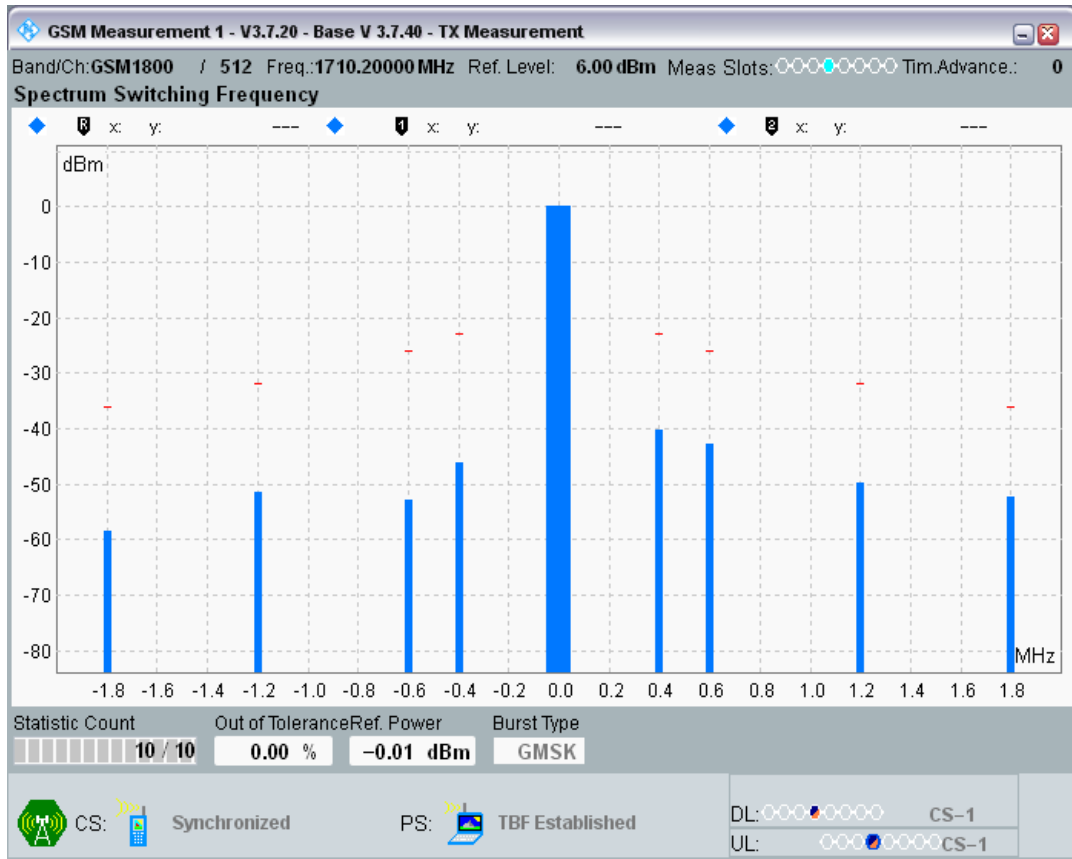 GSM Measurement 1 - V3.7.20 - Base V 3.7.40 - TX Measurement
Band/Ch:GSM1800 / 512 Freq.:1710.20000 MHz Ref. Level: 6.00 dBm Meas Slots: Tim.Advance.: 0
Spectrum Switching Frequency
R x: y: --- 1 x: y: --- 2 x: y: ---
dBm
0
-10
-20
-30
-40
-50
-60
-70
-80
MHz
-1.8 -1.6 -1.4 -1.2 -1.0 -0.8 -0.6 -0.4 -0.2 0.0 0.2 0.4 0.6 0.8 1.0 1.2 1.4 1.6 1.8
Statistic Count Out of Tolerance Ref. Power Burst Type
10 / 10 0.00 % −0.01 dBm GMSK
CS: Synchronized PS: TBF Established DL: CS−1
UL: CS−1